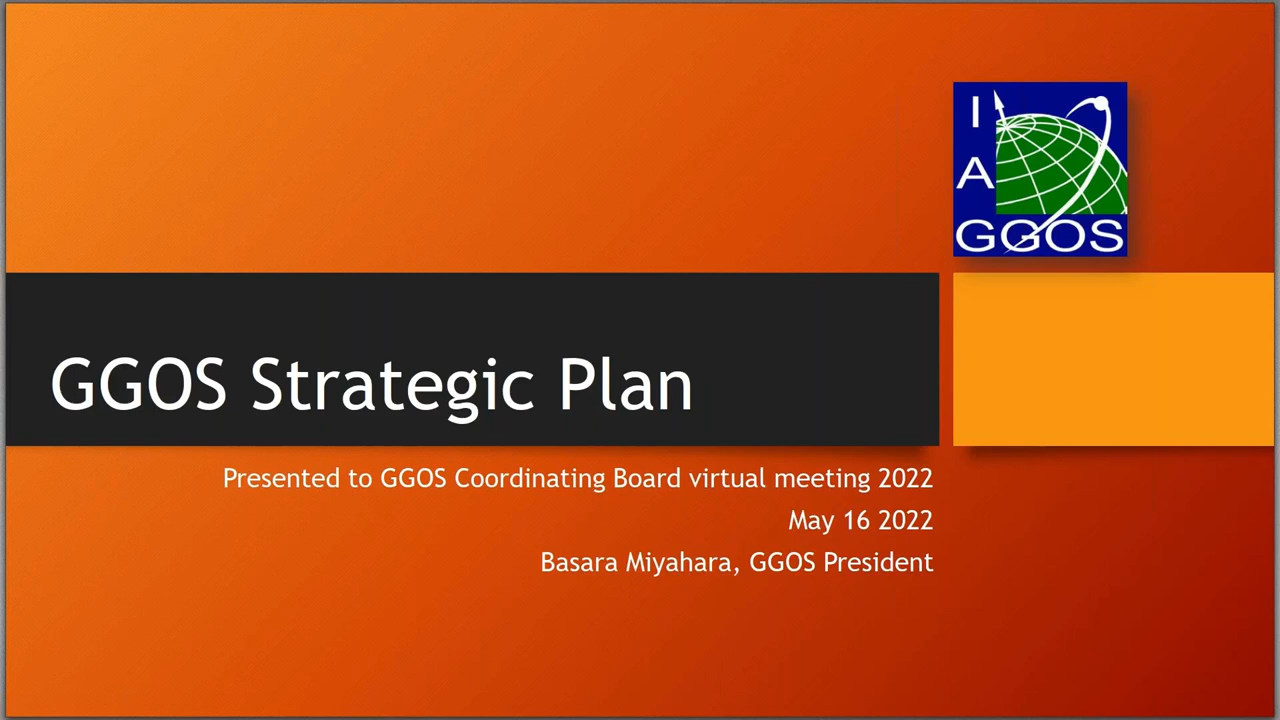 I
A
GGOS
GGOS Strategic Plan
Presented to GGOS Coordinating Board virtual meeting 2022
May 16 2022
Basara Miyahara, GGOS President